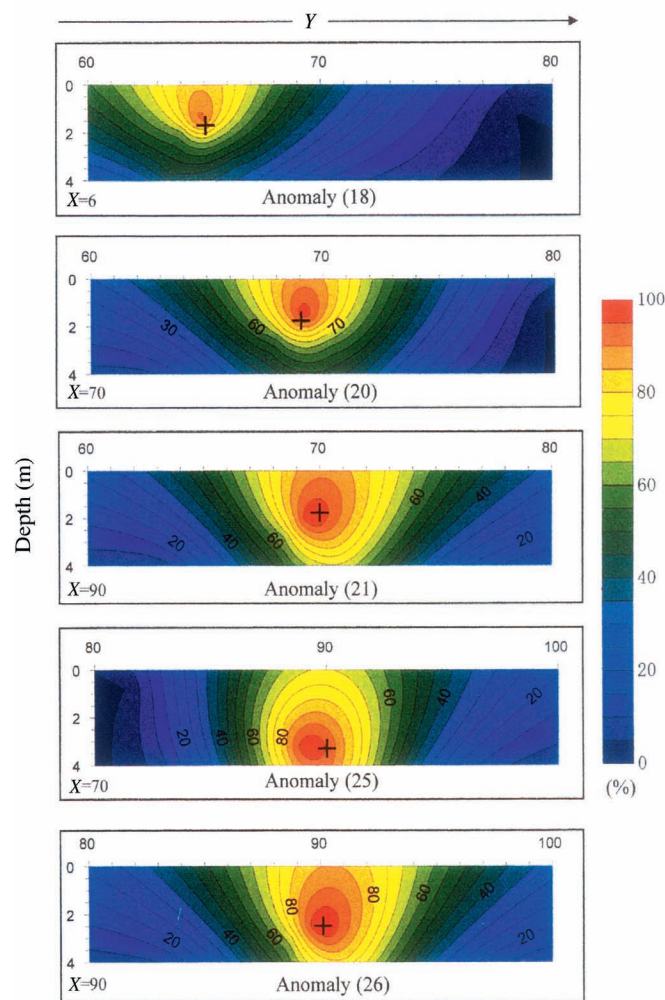 Y
60 70 80
0
2
4
X=6 Anomaly (18)
60 70 80
0
2
4
30 60 70
X=70 Anomaly (20)
60 70 80
0
2
4
20 40 60 60 40 20
X=90 Anomaly (21)
80 90 100
0
2
4
20 40 60 80 60 40 20
X=70 Anomaly (25)
80 90 100
0
2
4
20 40 60 80 80 60 40 20
X=90 Anomaly (26)
Depth (m)
100
80
60
40
20
0
(%)